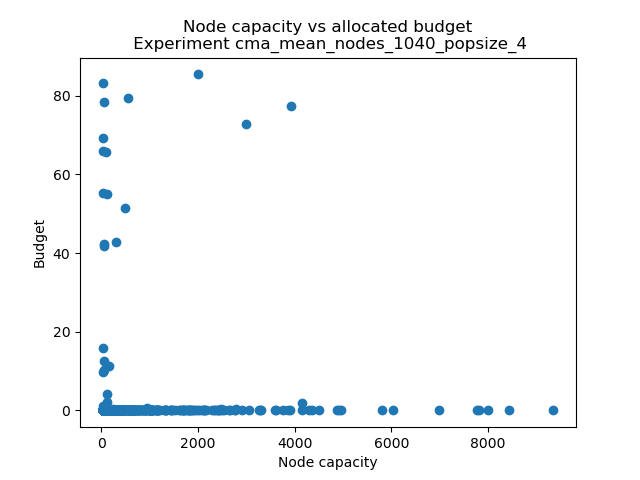 Node capacity vs allocated budget
Experiment cma_mean_nodes_1040_popsize_4
80
60
40
20
0
Budget
0 2000 4000 6000 8000
Node capacity